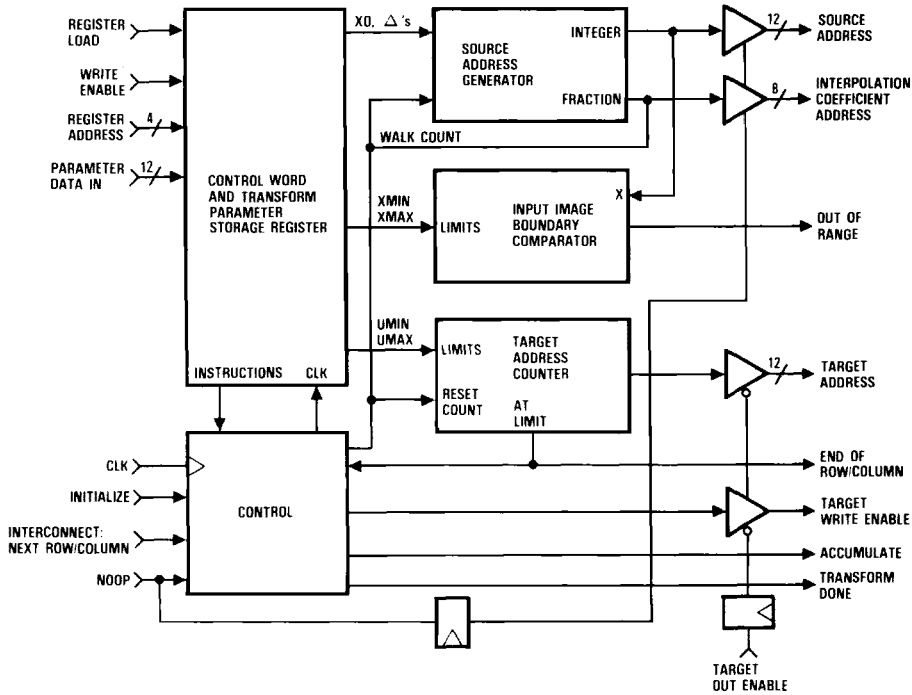 REGISTER
LOAD
WRITE
ENABLE
REGISTER
ADDRESS
4
PARAMETER
DATA IN
12
CONTROL WORD
AND TRANSFORM
PARAMETER
STORAGE REGISTER
INSTRUCTIONS
CLK
X0, Δ's
SOURCE
ADDRESS
GENERATOR
INTEGER
FRACTION
WALK COUNT
12
SOURCE
ADDRESS
8
INTERPOLATION
COEFFICIENT
ADDRESS
XMIN
XMAX
LIMITS
INPUT IMAGE
BOUNDARY
COMPARATOR
X
OUT OF
RANGE
UMIN
UMAX
LIMITS
TARGET
ADDRESS
COUNTER
RESET
COUNT
AT
LIMIT
12
TARGET
ADDRESS
CLK
INITIALIZE
INTERCONNECT:
NEXT ROW/COLUMN
NOOP
CONTROL
END OF
ROW/COLUMN
TARGET
WRITE ENABLE
ACCUMULATE
TRANSFORM
DONE
TARGET
OUT ENABLE